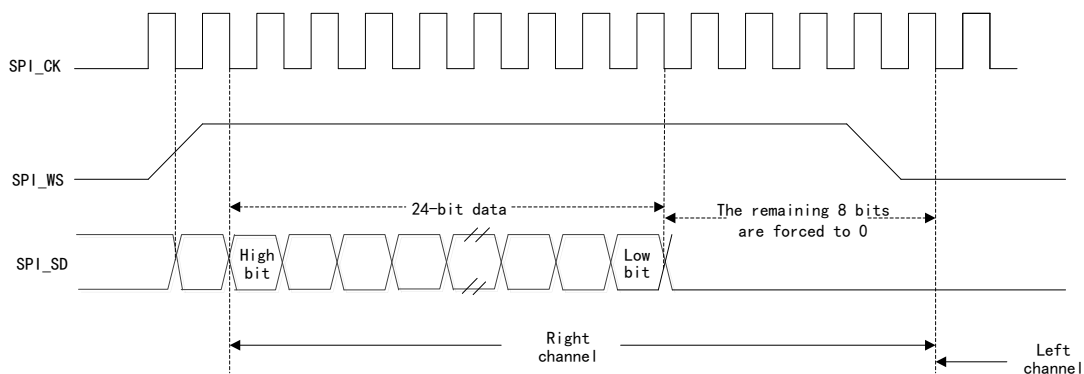 SPI_CK
SPI_WS
24-bit data
The remaining 8 bits
are forced to 0
SPI_SD
High
bit
Low
bit
Right
channel
Left
channel